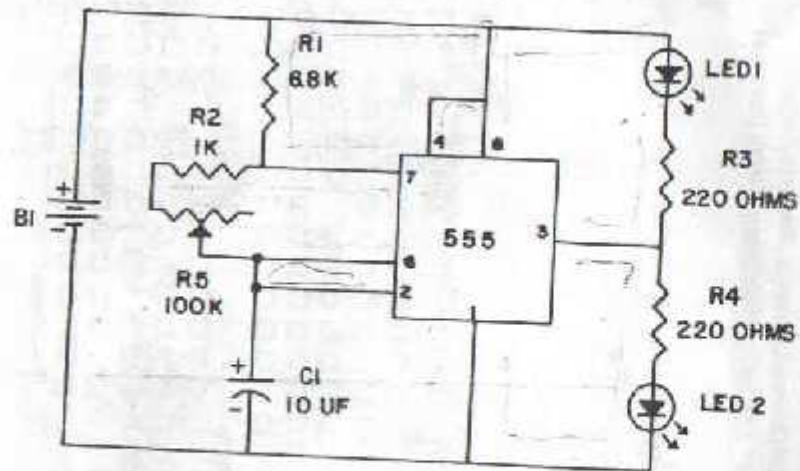 R1
6.8K
R2
1K
LED1
R3
220 OHMS
4
8
7
+
B1
-
555
3
6
2
R5
100K
R4
220 OHMS
+
C1
-
10 UF
1
LED 2